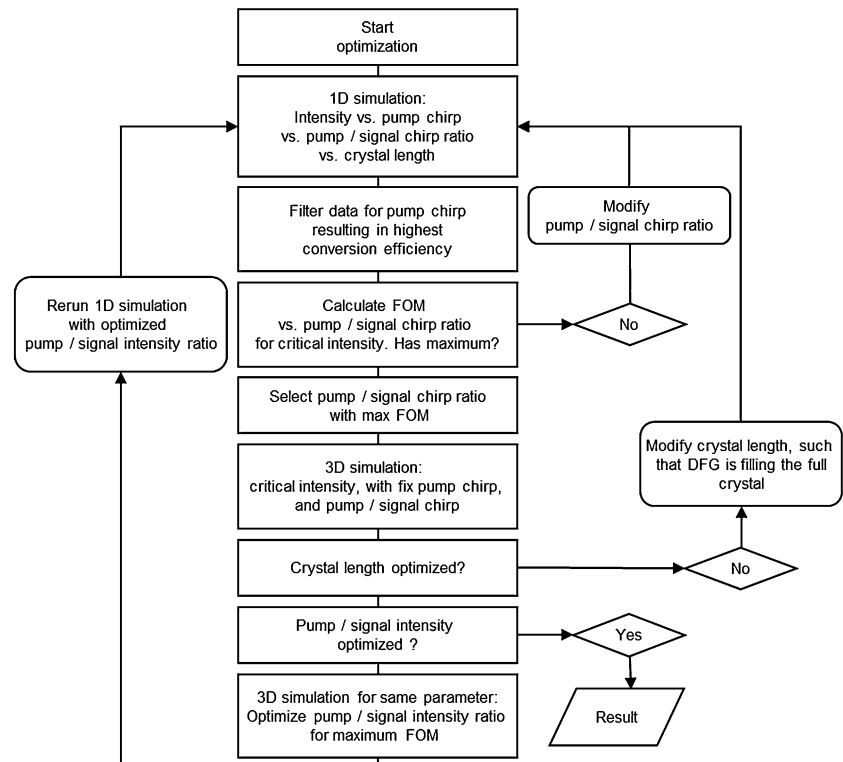 Start
optimization
1D simulation:
Intensity vs. pump chirp
vs. pump / signal chirp ratio
vs. crystal length
Filter data for pump chirp
resulting in highest
conversion efficiency
Modify
pump / signal chirp ratio
Rerun 1D simulation
with optimized
pump / signal intensity ratio
Calculate FOM
vs. pump / signal chirp ratio
for critical intensity. Has maximum?
No
Select pump / signal chirp ratio
with max FOM
3D simulation:
critical intensity, with fix pump chirp,
and pump / signal chirp
Modify crystal length, such
that DFG is filling the full
crystal
Crystal length optimized?
No
Pump / signal intensity
optimized ?
Yes
3D simulation for same parameter:
Optimize pump / signal intensity ratio
for maximum FOM
Result